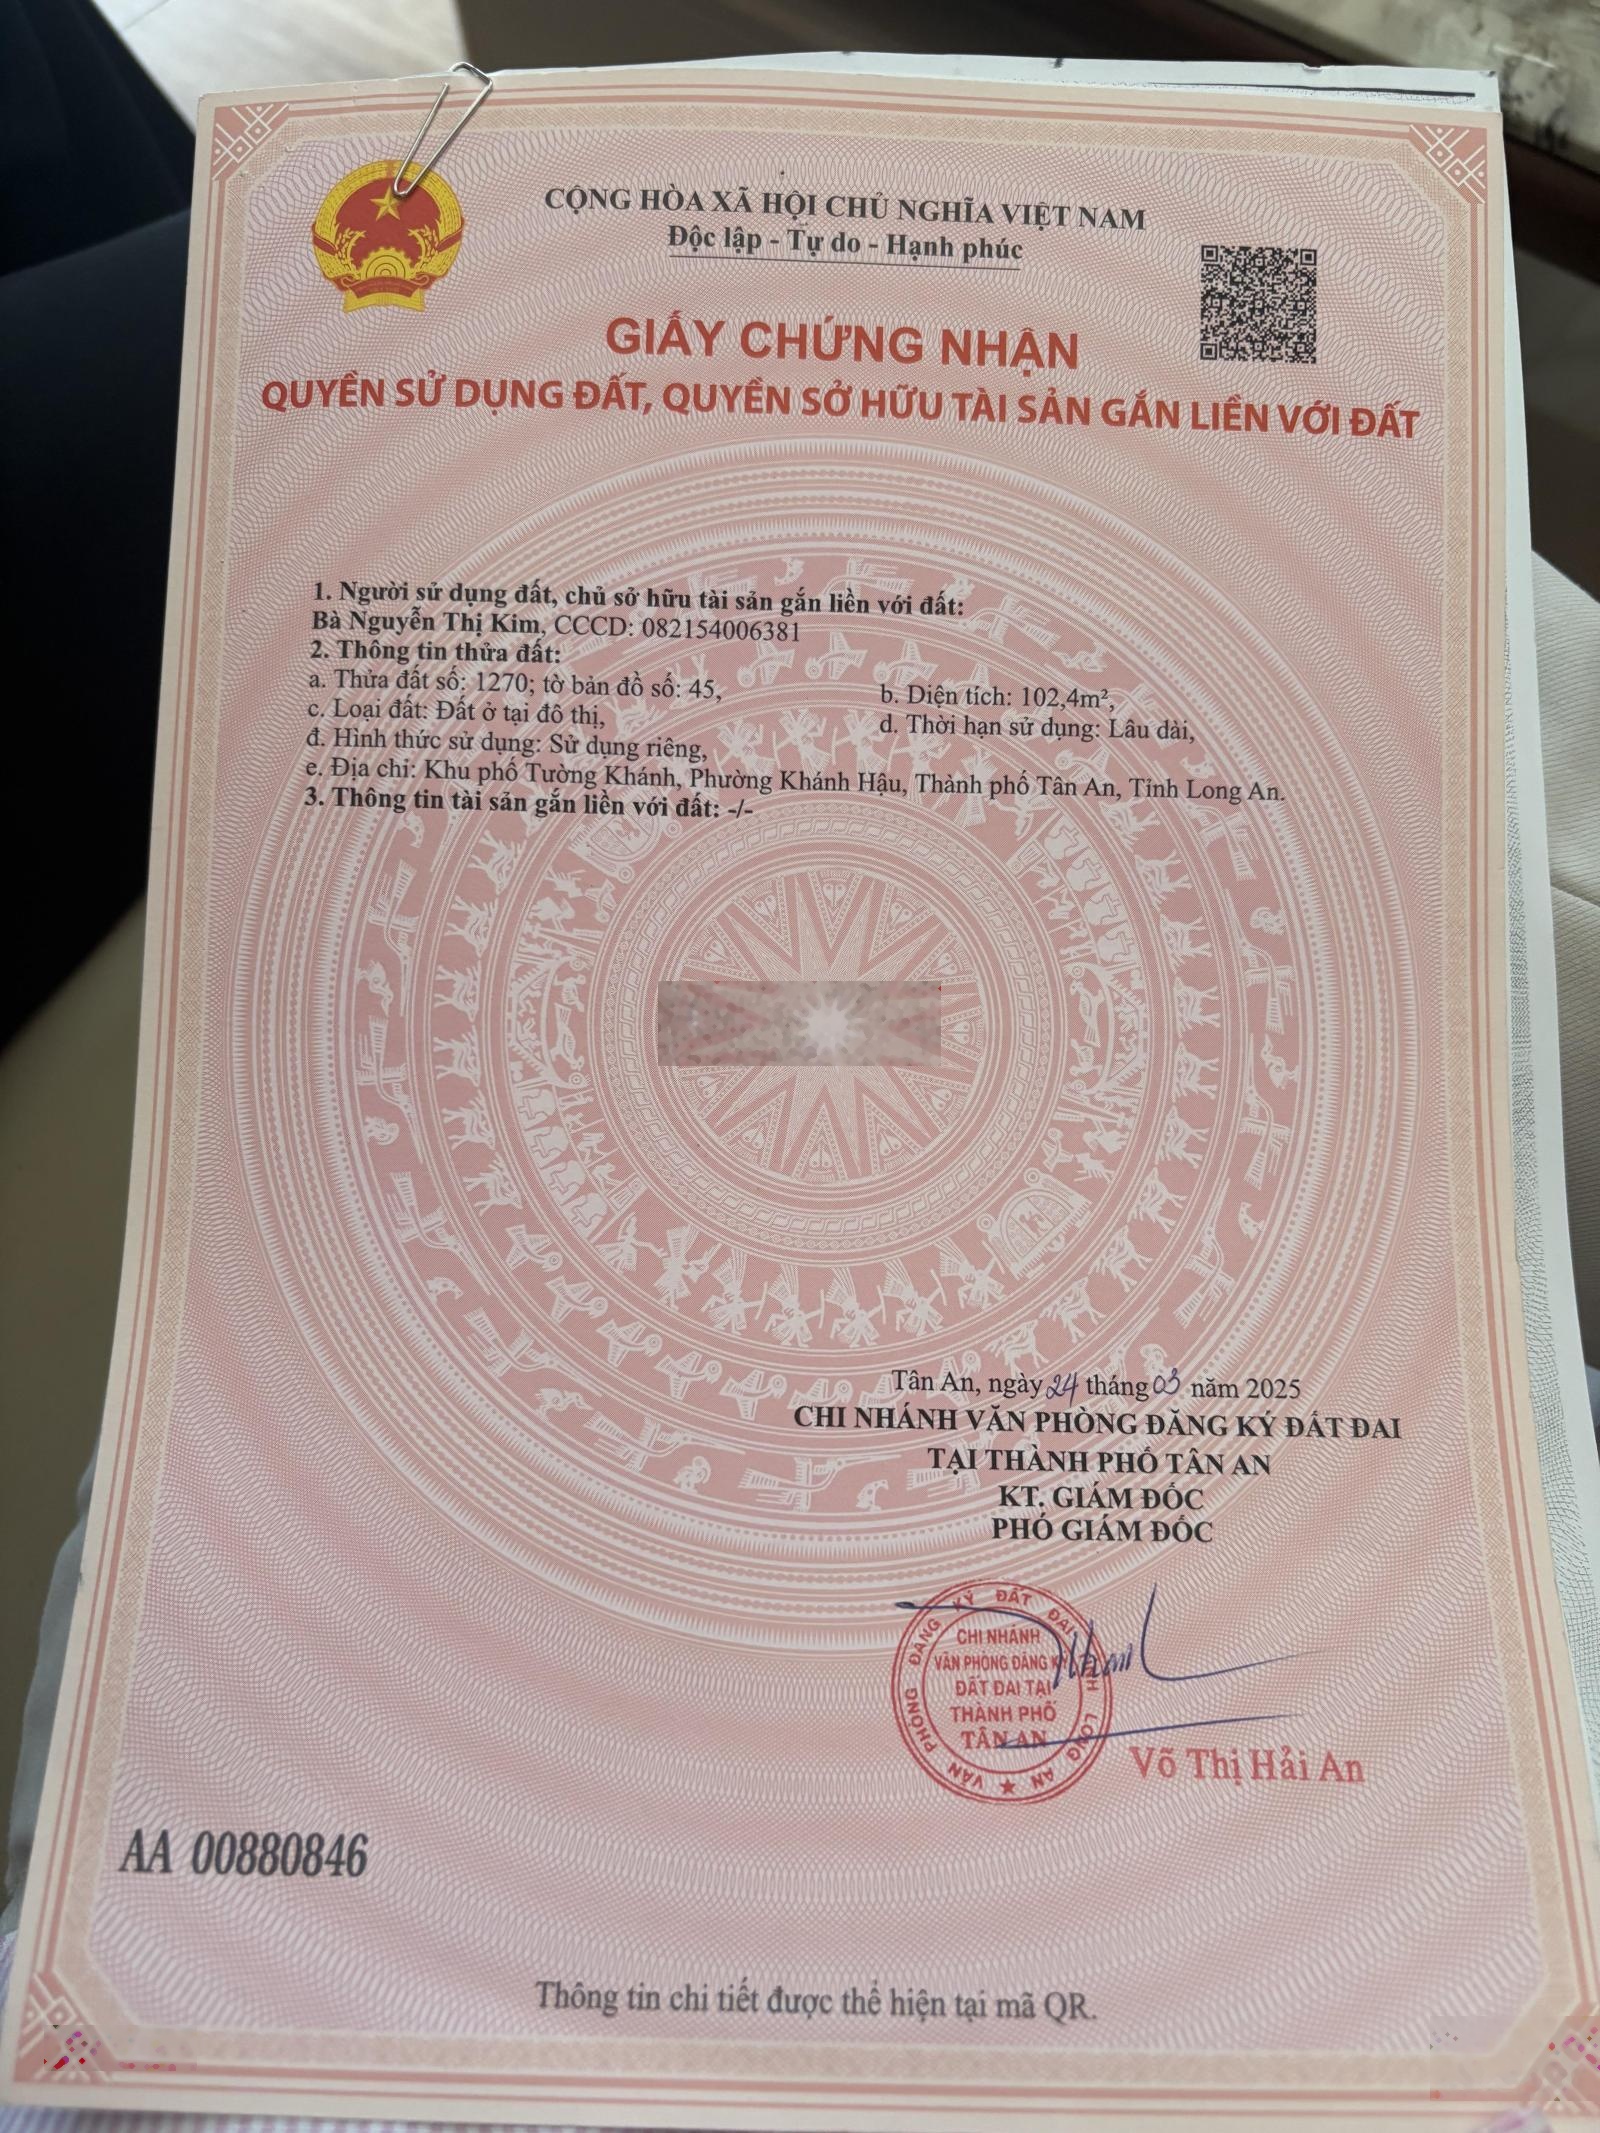 CỘNG HÒA XÃ HỘI CHỦ NGHĨA VIỆT NAM
Độc lập - Tự do - Hạnh phúc
GIẤY CHỨNG NHẬN
QUYỀN SỬ DỤNG ĐẤT, QUYỀN SỞ HỮU TÀI SẢN GẮN LIỀN VỚI ĐẤT
1. Người sử dụng đất, chủ sở hữu tài sản gắn liền với đất:
Bà Nguyễn Thị Kim, CCCD: 082154006381
2. Thông tin thửa đất:
a. Thửa đất số: 1270; tờ bản đồ số: 45,
b. Diện tích: 102,4m²,
c. Loại đất: Đất ở tại đô thị,
d. Thời hạn sử dụng: Lâu dài,
đ. Hình thức sử dụng: Sử dụng riêng,
e. Địa chỉ: Khu phố Tường Khánh, Phường Khánh Hậu, Thành phố Tân An, Tỉnh Long An.
3. Thông tin tài sản gắn liền với đất: -/-
Tân An, ngày 24 tháng 03 năm 2025
CHI NHÁNH VĂN PHÒNG ĐĂNG KÝ ĐẤT ĐAI
TẠI THÀNH PHỐ TÂN AN
KT. GIÁM ĐỐC
PHÓ GIÁM ĐỐC
VĂN PHÒNG ĐĂNG KÝ ĐẤT ĐAI LONG AN
CHI NHÁNH
VĂN PHÒNG ĐĂNG KÝ
ĐẤT ĐAI TẠI
THÀNH PHỐ
TÂN AN
Võ Thị Hải An
AA 00880846
Thông tin chi tiết được thể hiện tại mã QR.